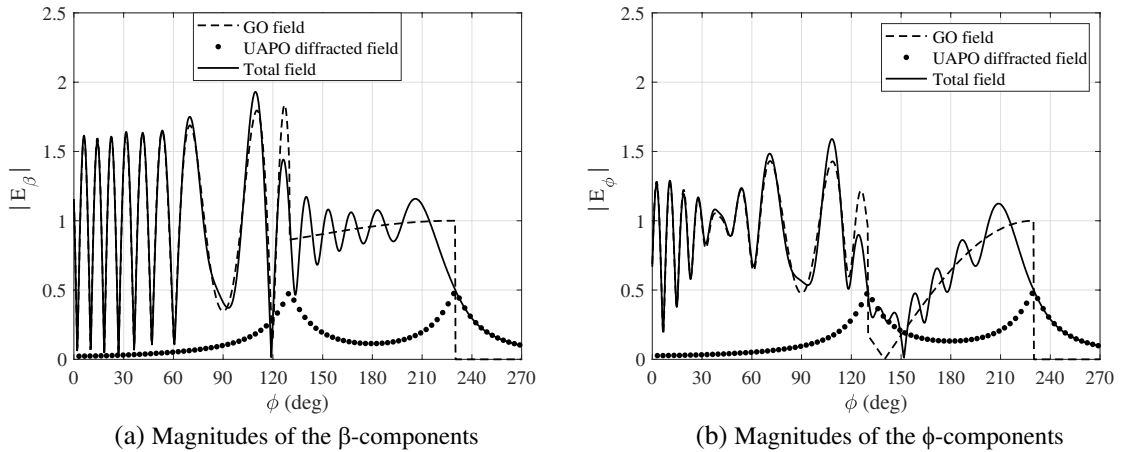 2.5
2
1.5
1
0.5
0
0 30 60 90 120 150 180 210 240 270
ϕ (deg)
|E_β|
GO field
UAPO diffracted field
Total field
(a) Magnitudes of the β-components
2.5
2
1.5
1
0.5
0
0 30 60 90 120 150 180 210 240 270
ϕ (deg)
|E_ϕ|
GO field
UAPO diffracted field
Total field
(b) Magnitudes of the ϕ-components